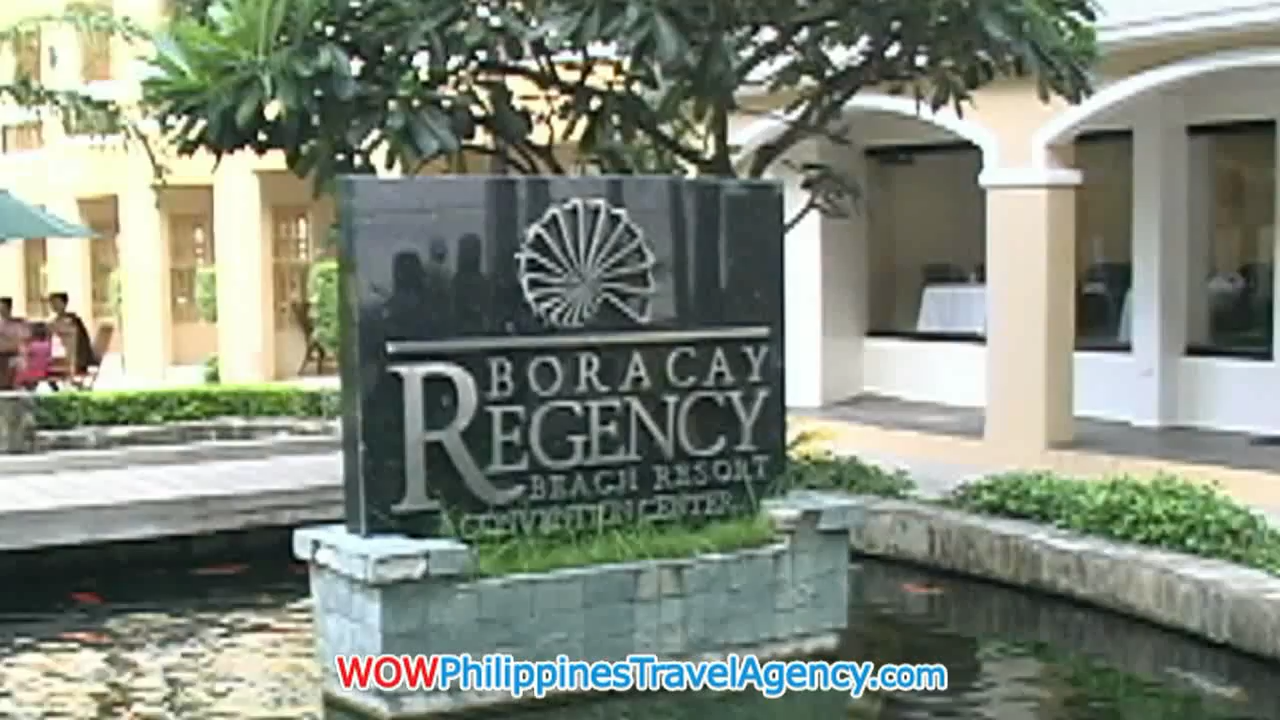 BORACAY
REGENCY
BEACH RESORT
CONVENTION CENTER
WOWPhilippinesTravelAgency.com